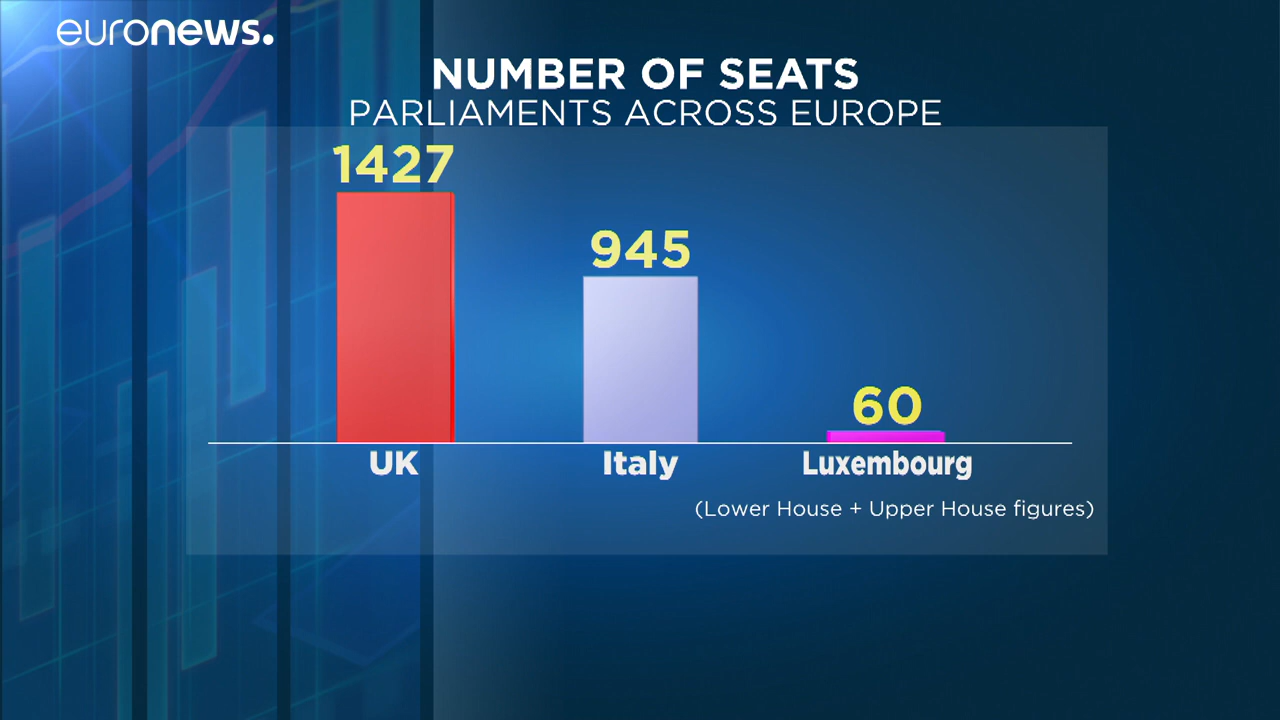 euronews.
NUMBER OF SEATS
PARLIAMENTS ACROSS EUROPE
1427
945
60
UK
Italy
Luxembourg
(Lower House + Upper House figures)